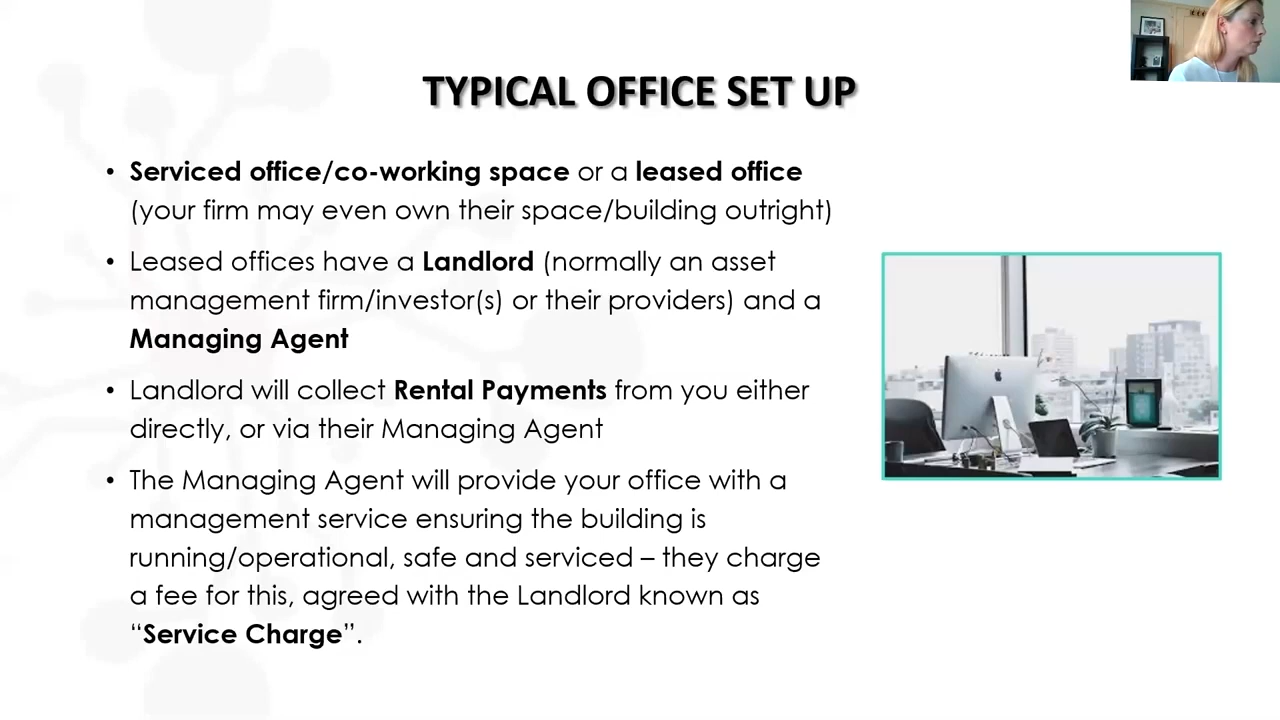 TYPICAL OFFICE SET UP
• Serviced office/co-working space or a leased office
(your firm may even own their space/building outright)
• Leased offices have a Landlord (normally an asset
management firm/investor(s) or their providers) and a
Managing Agent
• Landlord will collect Rental Payments from you either
directly, or via their Managing Agent
• The Managing Agent will provide your office with a
management service ensuring the building is
running/operational, safe and serviced – they charge
a fee for this, agreed with the Landlord known as
“Service Charge”.